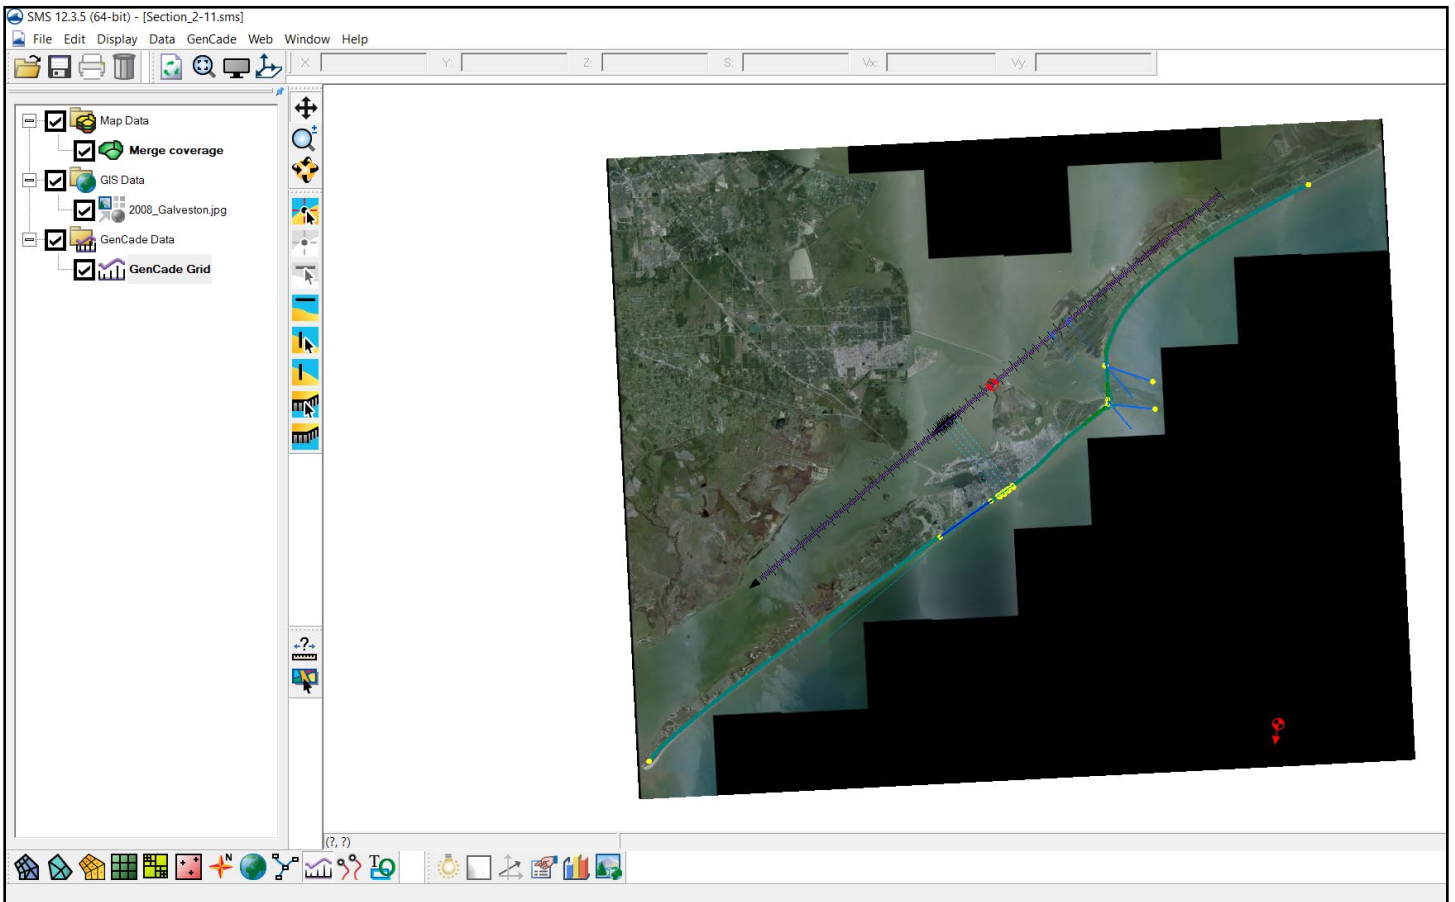 SMS 12.3.5 (64-bit) - [Section_2-11.sms]
File Edit Display Data GenCade Web Window Help
X: Y: Z: S: Vx: Vy:
Map Data
Merge coverage
GIS Data
2008_Galveston.jpg
GenCade Data
GenCade Grid
?
(?, ?)
N
T